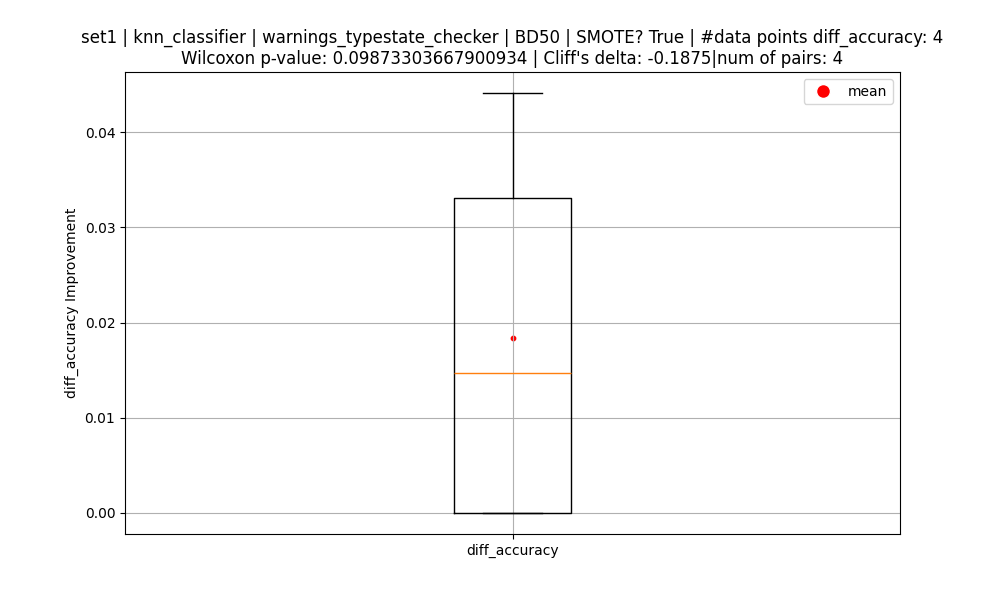 set1 | knn_classifier | warnings_typestate_checker | BD50 | SMOTE? True | #data points diff_accuracy: 4
Wilcoxon p-value: 0.09873303667900934 | Cliff's delta: -0.1875|num of pairs: 4
mean
0.04
0.03
0.02
0.01
0.00
diff_accuracy Improvement
diff_accuracy